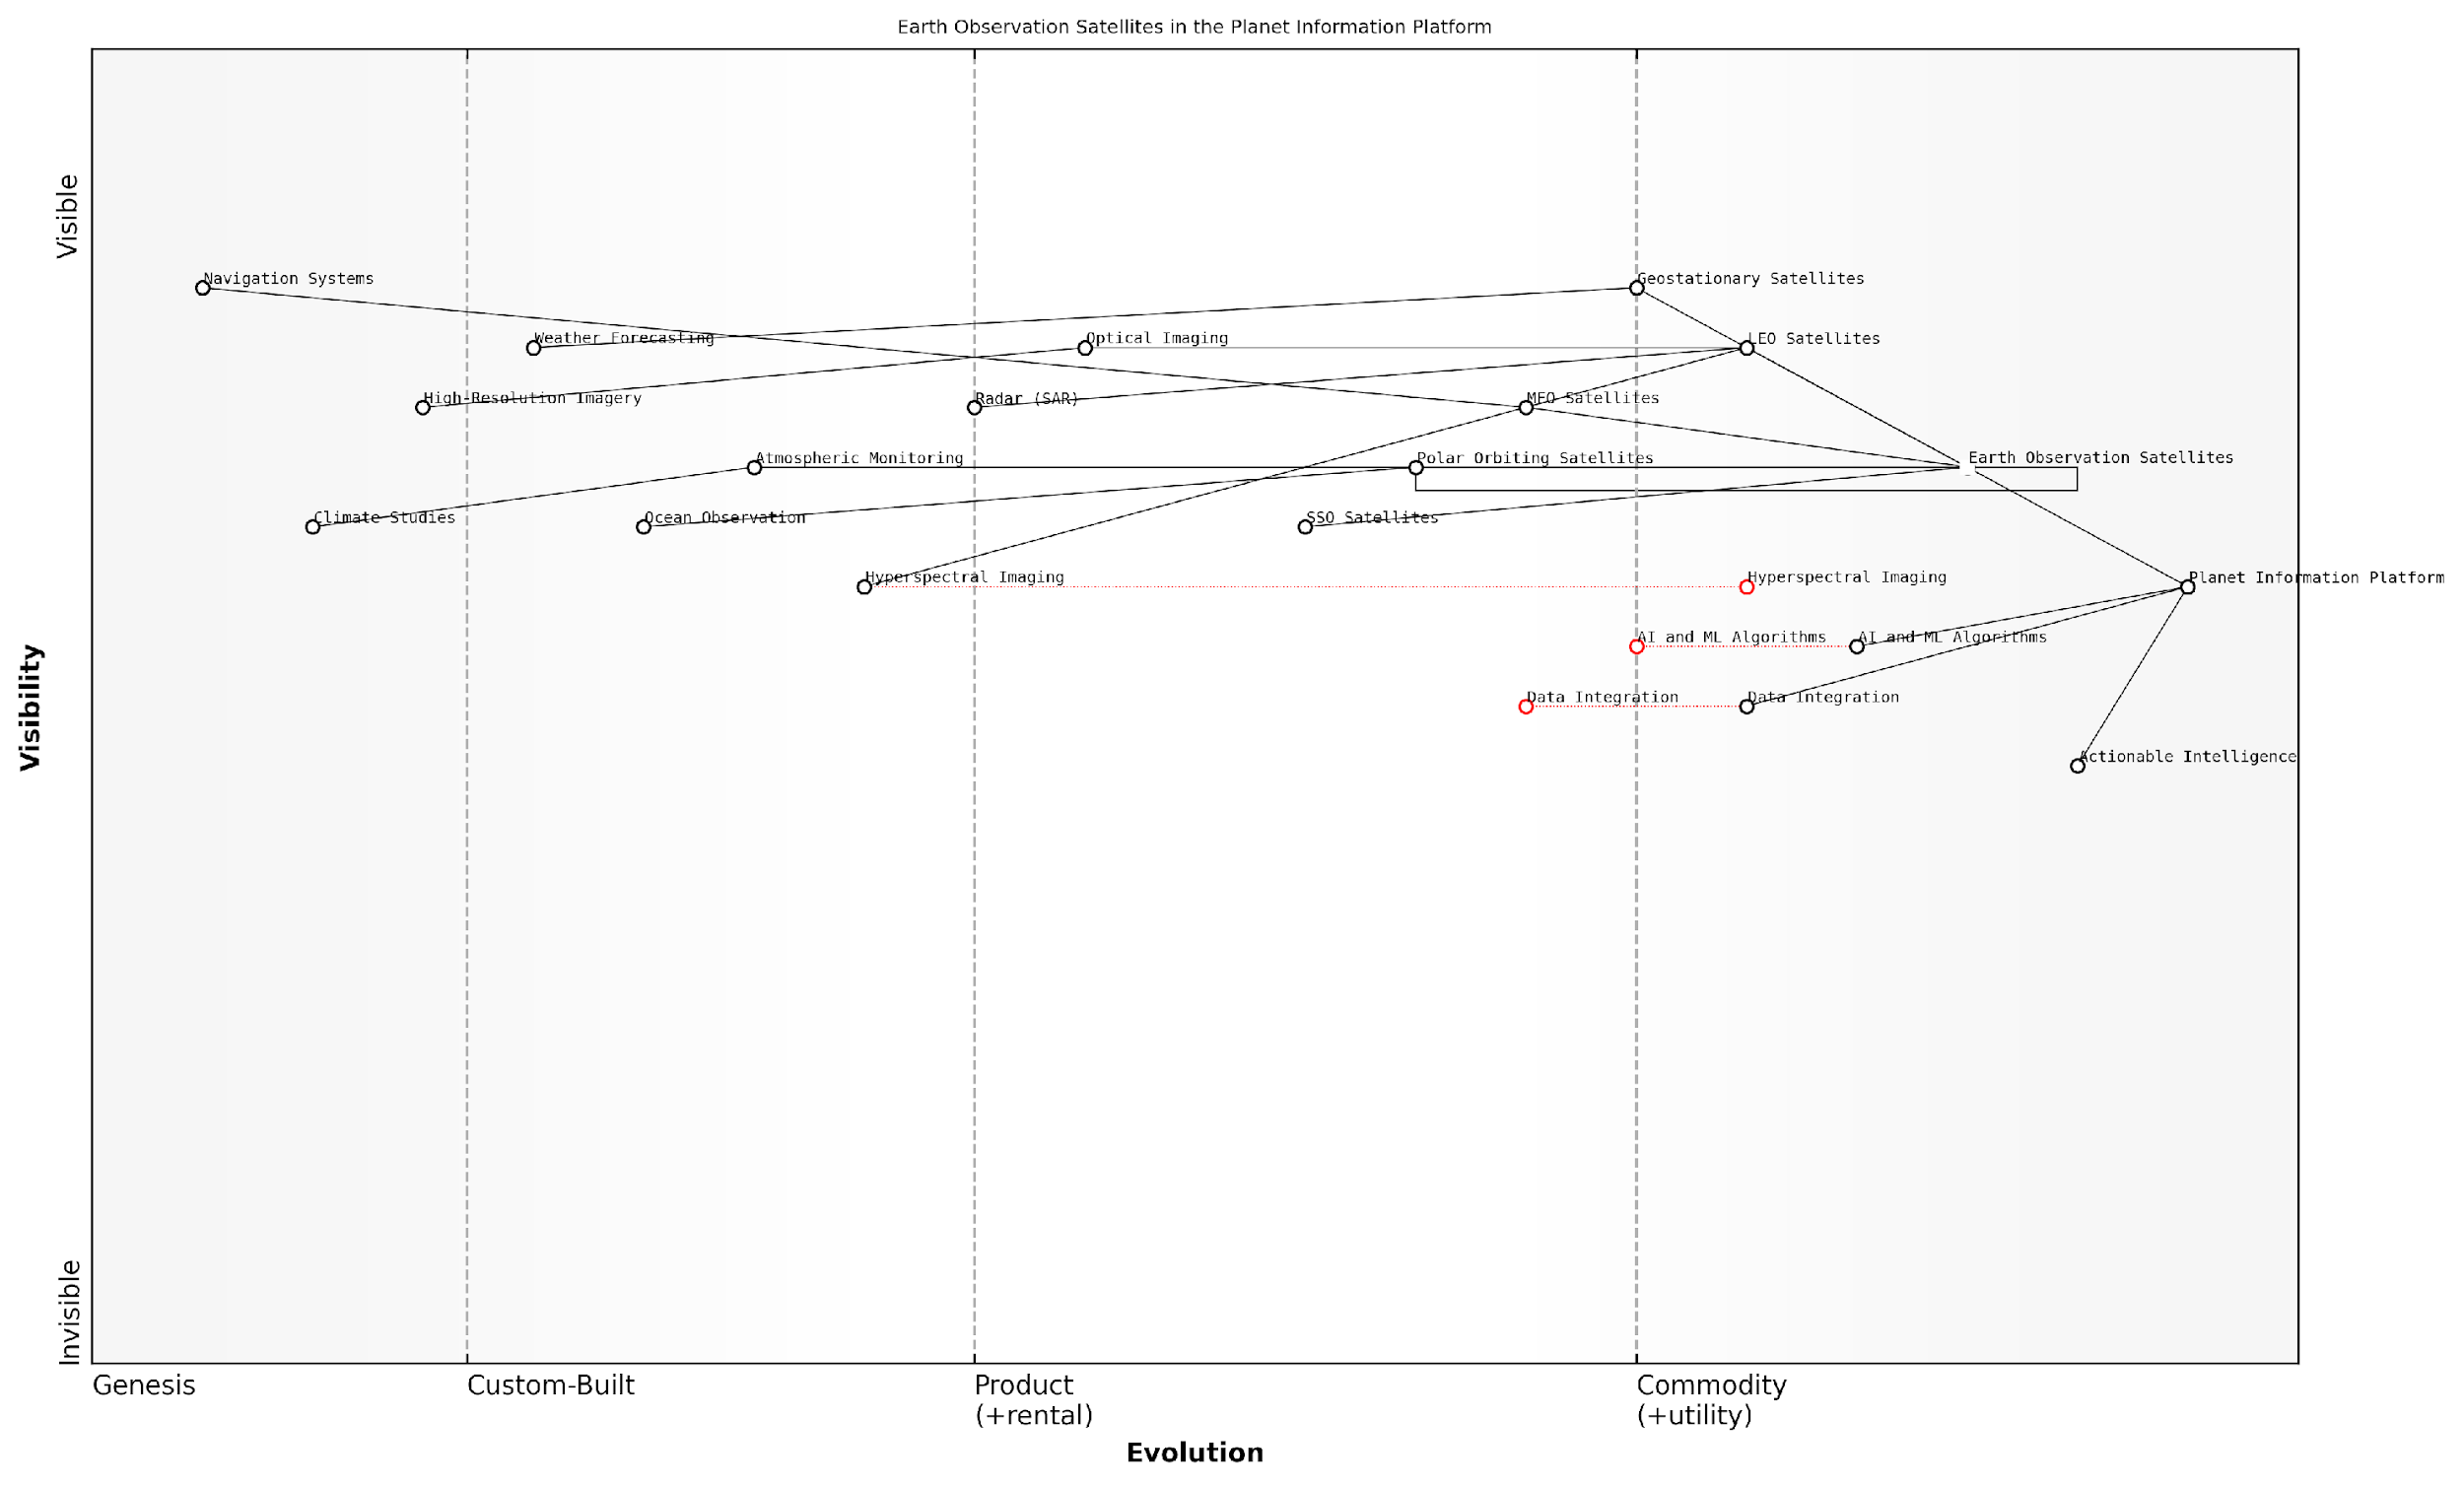 Earth Observation Satellites in the Planet Information Platform
Visible
Navigation Systems
Geostationary Satellites
Weather Forecasting
Optical Imaging
LEO Satellites
High-Resolution Imagery
Radar (SAR)
MEO Satellites
Atmospheric Monitoring
Polar Orbiting Satellites
Earth Observation Satellites
Climate Studies
Ocean Observation
SSO Satellites
Hyperspectral Imaging
Hyperspectral Imaging
Planet Information Platform
AI and ML Algorithms
AI and ML Algorithms
Data Integration
Data Integration
Actionable Intelligence
Visibility
Invisible
Genesis
Custom-Built
Product
(+rental)
Commodity
(+utility)
Evolution